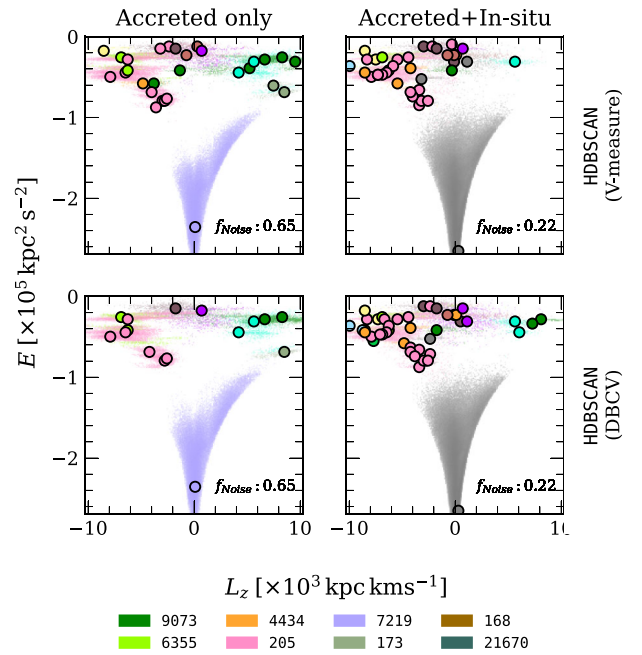 Accreted only
Accreted+In-situ
0
−1
−2
f_Noise : 0.65
f_Noise : 0.22
HDBSCAN
(V-measure)
E [×10⁵ kpc² s⁻²]
0
−1
−2
f_Noise : 0.65
f_Noise : 0.22
HDBSCAN
(DBCV)
−10 0 10 0 10
L_z [×10³ kpc kms⁻¹]
9073 4434 7219 168
6355 205 173 21670